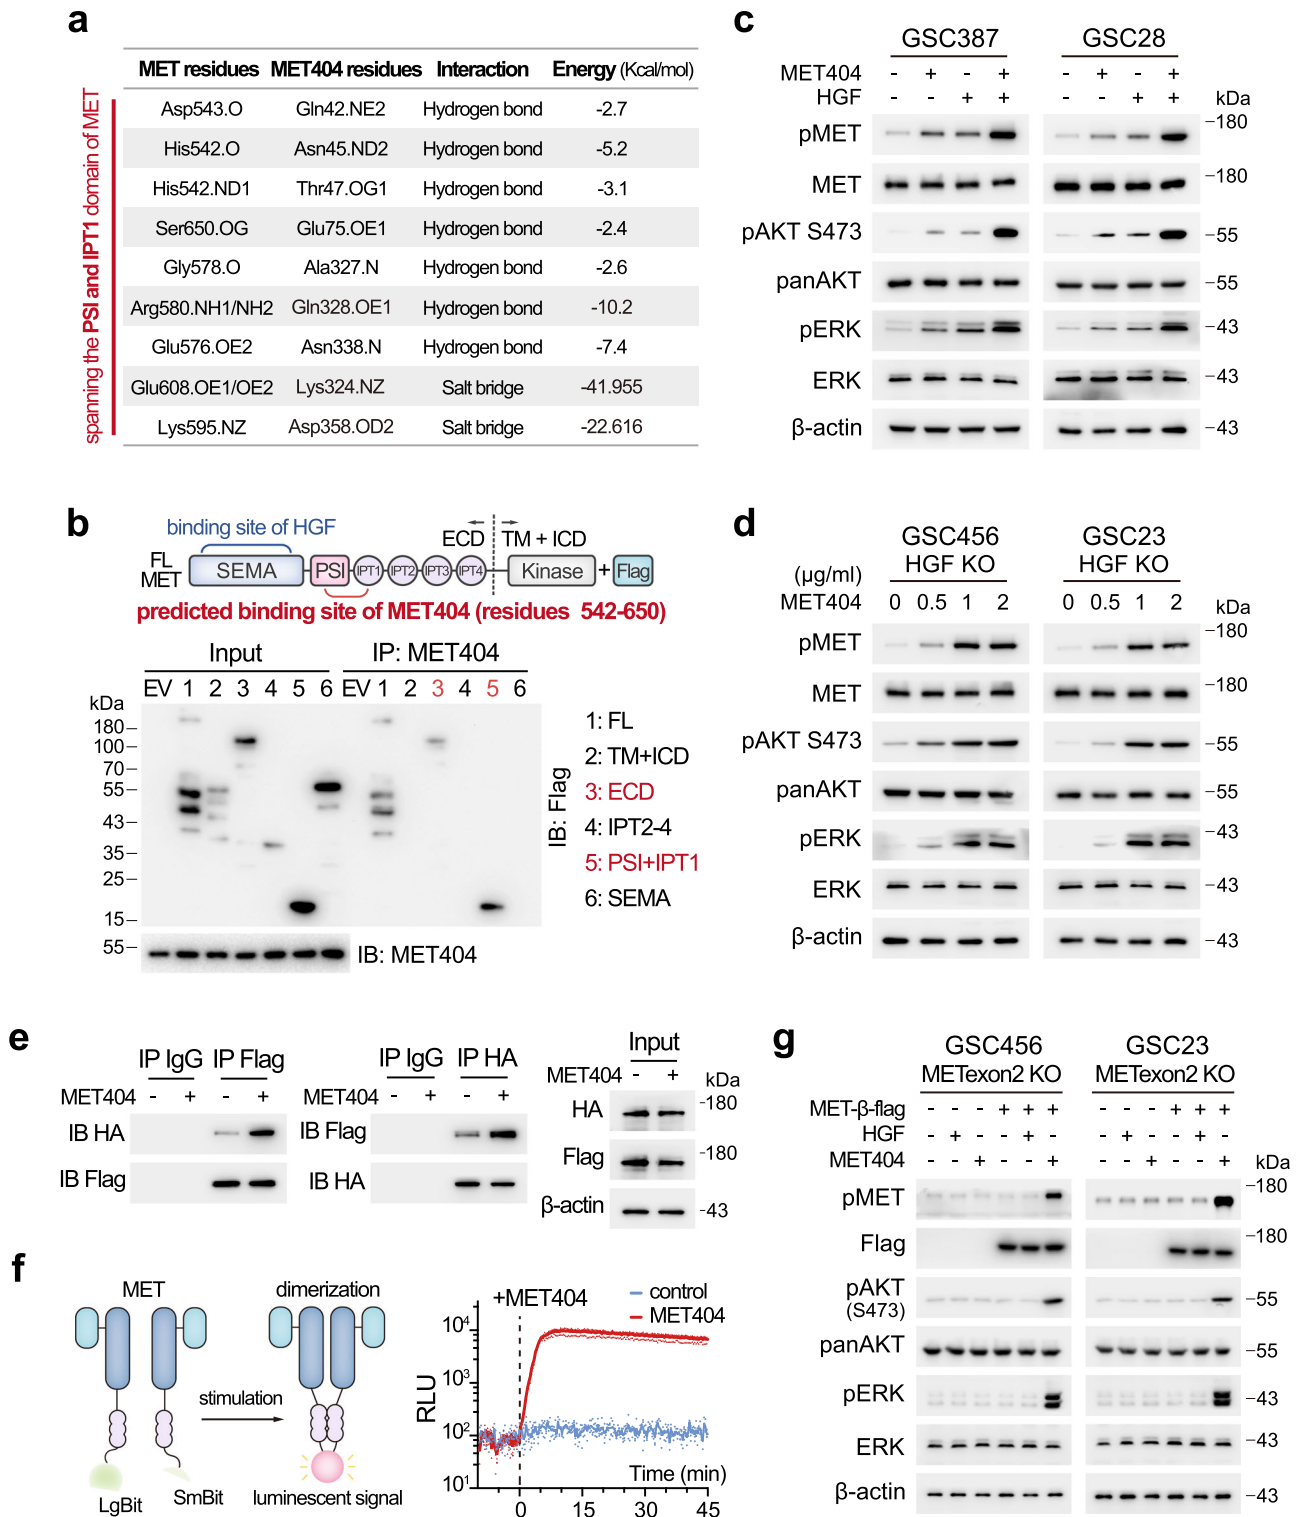 a
MET residues MET404 residues Interaction Energy (Kcal/mol)
spanning the PSI and IPT1 domain of MET
Asp543.O Gln42.NE2 Hydrogen bond -2.7
His542.O Asn45.ND2 Hydrogen bond -5.2
His542.ND1 Thr47.OG1 Hydrogen bond -3.1
Ser650.OG Glu75.OE1 Hydrogen bond -2.4
Gly578.O Ala327.N Hydrogen bond -2.6
Arg580.NH1/NH2 Gln328.OE1 Hydrogen bond -10.2
Glu576.OE2 Asn338.N Hydrogen bond -7.4
Glu608.OE1/OE2 Lys324.NZ Salt bridge -41.955
Lys595.NZ Asp358.OD2 Salt bridge -22.616
b
binding site of HGF
ECD TM + ICD
FL MET SEMA PSI IPT1 IPT2 IPT3 IPT4 Kinase + Flag
predicted binding site of MET404 (residues 542-650)
Input IP: MET404
EV 1 2 3 4 5 6 EV 1 2 3 4 5 6
kDa
180
100
70
55
43
35
25
15
55
IB: Flag
IB: MET404
1: FL
2: TM+ICD
3: ECD
4: IPT2-4
5: PSI+IPT1
6: SEMA
c
GSC387 GSC28
MET404 - + - + - + - +
HGF - - + + - - + + kDa
pMET -180
MET -180
pAKT S473 -55
panAKT -55
pERK -43
ERK -43
β-actin -43
d
GSC456 GSC23
HGF KO HGF KO
(μg/ml)
MET404 0 0.5 1 2 0 0.5 1 2 kDa
pMET -180
MET -180
pAKT S473 -55
panAKT -55
pERK -43
ERK -43
β-actin -43
e
IP IgG IP Flag
MET404 - + - +
IB HA
IB Flag
IP IgG IP HA
MET404 - + - +
IB Flag
IB HA
Input
MET404 - + kDa
HA -180
Flag -180
β-actin -43
f
MET dimerization
stimulation
LgBit SmBit luminescent signal
+MET404
control
MET404
RLU
10⁴
10³
10²
10¹
Time (min)
0 15 30 45
g
GSC456 GSC23
METexon2 KO METexon2 KO
MET-β-flag - - - + + + - - - + + +
HGF - + - - + - - + - - + -
MET404 - - + - - + - - + - - + kDa
pMET -180
Flag -180
pAKT (S473) -55
panAKT -55
pERK -43
ERK -43
β-actin -43